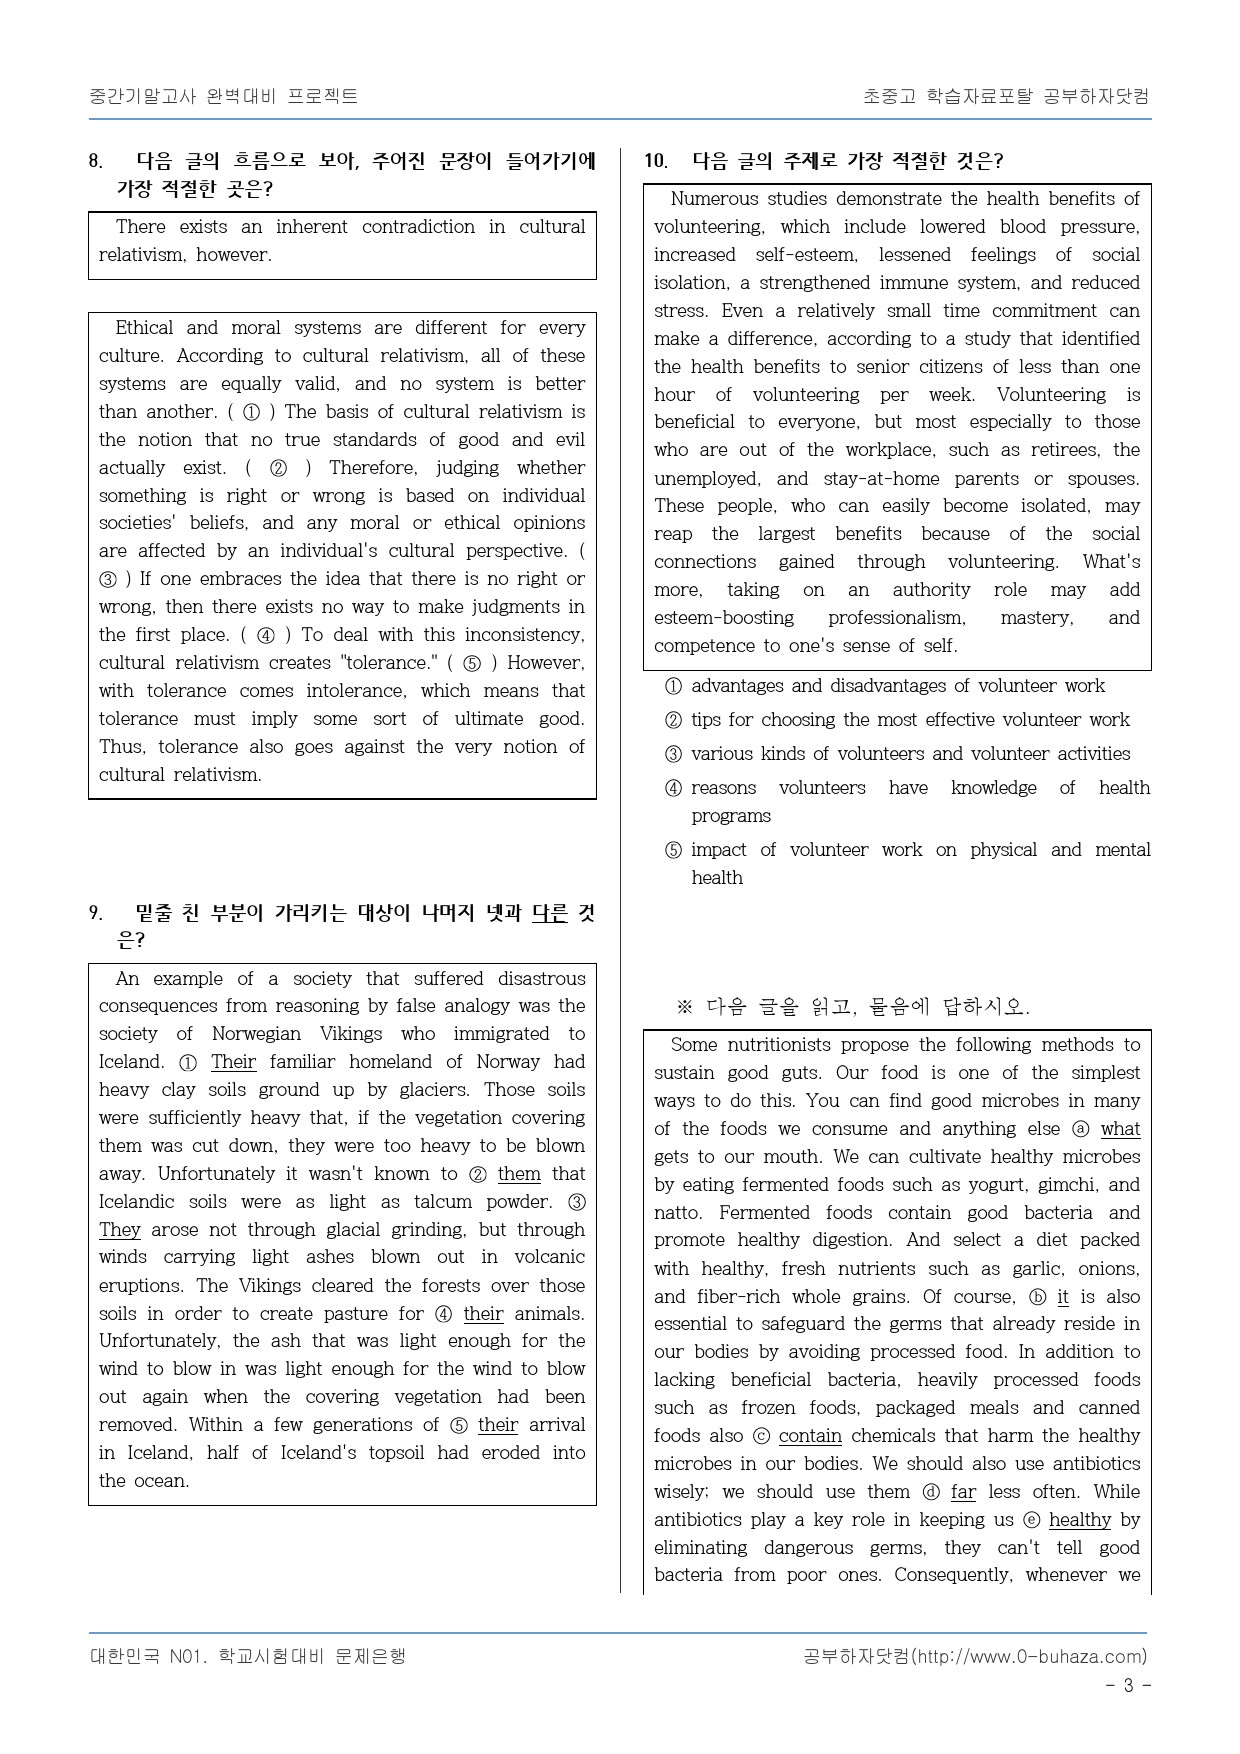 중간기말고사 완벽대비 프로젝트
초중고 학습자료포탈 공부하자닷컴
8. 다음 글의 흐름으로 보아, 주어진 문장이 들어가기에
가장 적절한 곳은?
There exists an inherent contradiction in cultural
relativism, however.
Ethical and moral systems are different for every
culture. According to cultural relativism, all of these
systems are equally valid, and no system is better
than another. ( ① ) The basis of cultural relativism is
the notion that no true standards of good and evil
actually exist. ( ② ) Therefore, judging whether
something is right or wrong is based on individual
societies' beliefs, and any moral or ethical opinions
are affected by an individual's cultural perspective. (
③ ) If one embraces the idea that there is no right or
wrong, then there exists no way to make judgments in
the first place. ( ④ ) To deal with this inconsistency,
cultural relativism creates "tolerance." ( ⑤ ) However,
with tolerance comes intolerance, which means that
tolerance must imply some sort of ultimate good.
Thus, tolerance also goes against the very notion of
cultural relativism.
9. 밑줄 친 부분이 가리키는 대상이 나머지 넷과 다른 것
은?
An example of a society that suffered disastrous
consequences from reasoning by false analogy was the
society of Norwegian Vikings who immigrated to
Iceland. ① Their familiar homeland of Norway had
heavy clay soils ground up by glaciers. Those soils
were sufficiently heavy that, if the vegetation covering
them was cut down, they were too heavy to be blown
away. Unfortunately it wasn't known to ② them that
Icelandic soils were as light as talcum powder. ③
They arose not through glacial grinding, but through
winds carrying light ashes blown out in volcanic
eruptions. The Vikings cleared the forests over those
soils in order to create pasture for ④ their animals.
Unfortunately, the ash that was light enough for the
wind to blow in was light enough for the wind to blow
out again when the covering vegetation had been
removed. Within a few generations of ⑤ their arrival
in Iceland, half of Iceland's topsoil had eroded into
the ocean.
10. 다음 글의 주제로 가장 적절한 것은?
Numerous studies demonstrate the health benefits of
volunteering, which include lowered blood pressure,
increased self-esteem, lessened feelings of social
isolation, a strengthened immune system, and reduced
stress. Even a relatively small time commitment can
make a difference, according to a study that identified
the health benefits to senior citizens of less than one
hour of volunteering per week. Volunteering is
beneficial to everyone, but most especially to those
who are out of the workplace, such as retirees, the
unemployed, and stay-at-home parents or spouses.
These people, who can easily become isolated, may
reap the largest benefits because of the social
connections gained through volunteering. What's
more, taking on an authority role may add
esteem-boosting professionalism, mastery, and
competence to one's sense of self.
① advantages and disadvantages of volunteer work
② tips for choosing the most effective volunteer work
③ various kinds of volunteers and volunteer activities
④ reasons volunteers have knowledge of health
programs
⑤ impact of volunteer work on physical and mental
health
※ 다음 글을 읽고, 물음에 답하시오.
Some nutritionists propose the following methods to
sustain good guts. Our food is one of the simplest
ways to do this. You can find good microbes in many
of the foods we consume and anything else ⓐ what
gets to our mouth. We can cultivate healthy microbes
by eating fermented foods such as yogurt, gimchi, and
natto. Fermented foods contain good bacteria and
promote healthy digestion. And select a diet packed
with healthy, fresh nutrients such as garlic, onions,
and fiber-rich whole grains. Of course, ⓑ it is also
essential to safeguard the germs that already reside in
our bodies by avoiding processed food. In addition to
lacking beneficial bacteria, heavily processed foods
such as frozen foods, packaged meals and canned
foods also ⓒ contain chemicals that harm the healthy
microbes in our bodies. We should also use antibiotics
wisely; we should use them ⓓ far less often. While
antibiotics play a key role in keeping us ⓔ healthy by
eliminating dangerous germs, they can't tell good
bacteria from poor ones. Consequently, whenever we
대한민국 N01. 학교시험대비 문제은행
공부하자닷컴(http://www.0-buhaza.com)
- 3 -